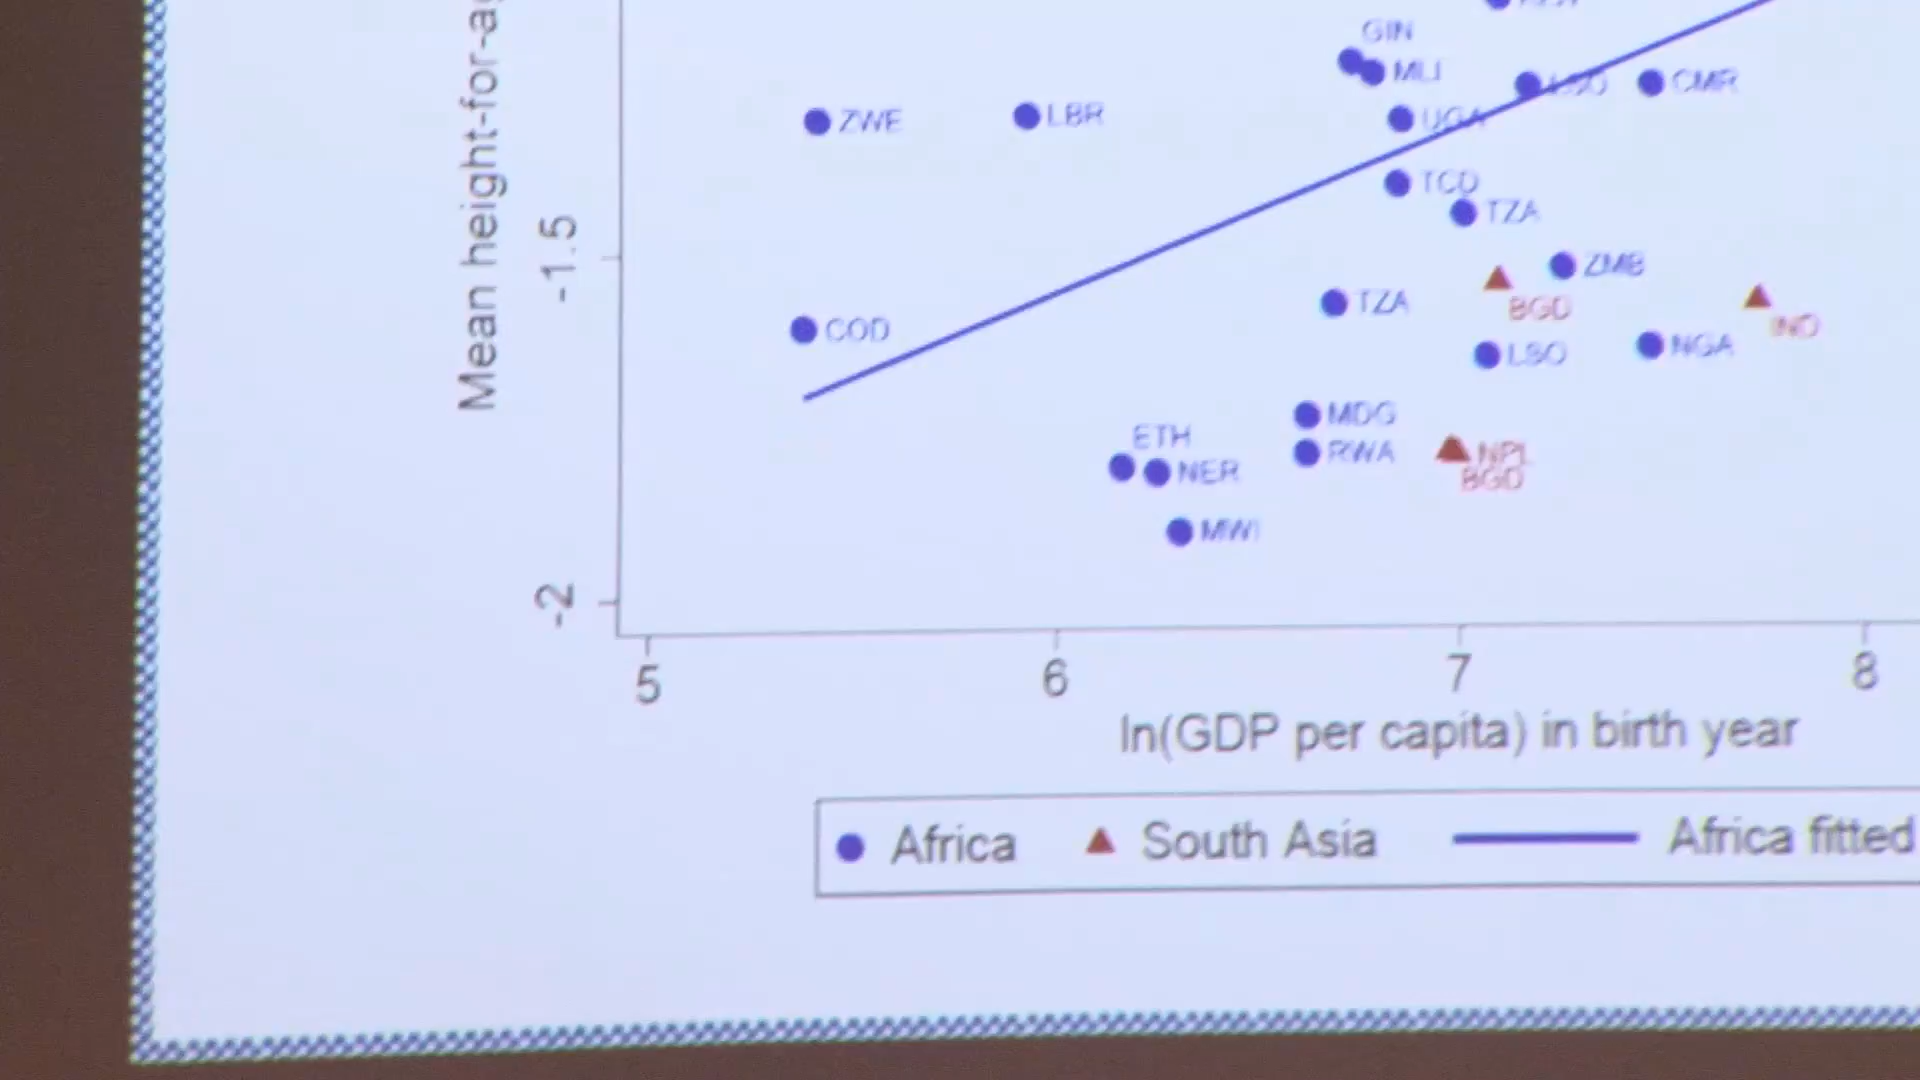 GIN
MLI
LSO
CMR
ZWE
LBR
UGA
TCD
TZA
ZMB
BGD
IND
TZA
COD
LSO
NGA
MDG
ETH
RWA
NPL
NER
BGD
MWI
Mean height-for-ag
-1.5
-2
5 6 7 8
ln(GDP per capita) in birth year
Africa South Asia Africa fitted